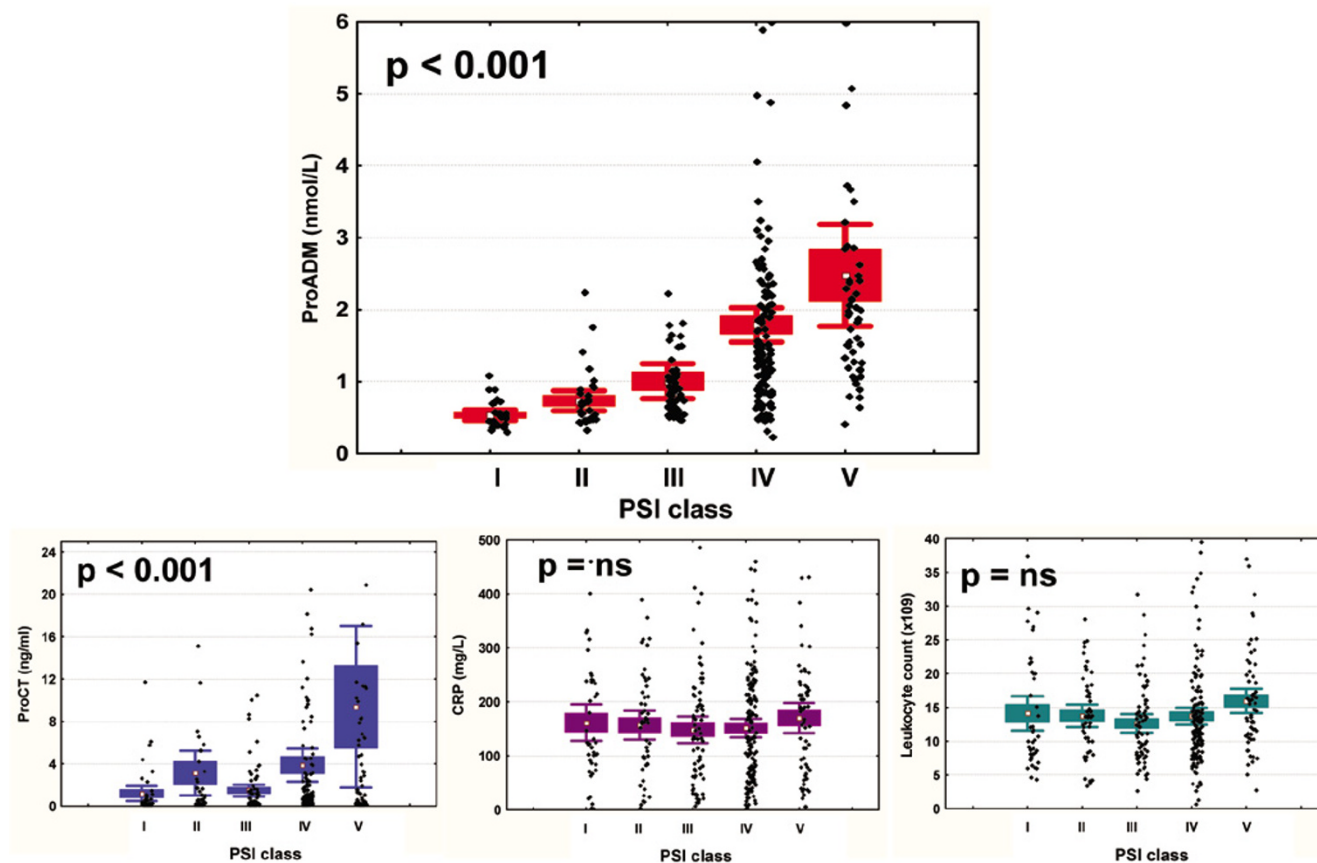 p < 0.001
ProADM (nmol/L)
6
5
4
3
2
1
0
I II III IV V
PSI class
p < 0.001
ProCT (ng/ml)
24
20
16
12
8
4
0
I II III IV V
PSI class
p = ns
CRP (mg/L)
500
400
300
200
150
100
0
I II III IV V
PSI class
p = ns
Leukocyte count (x109)
40
35
30
25
20
15
10
5
0
I II III IV V
PSI class